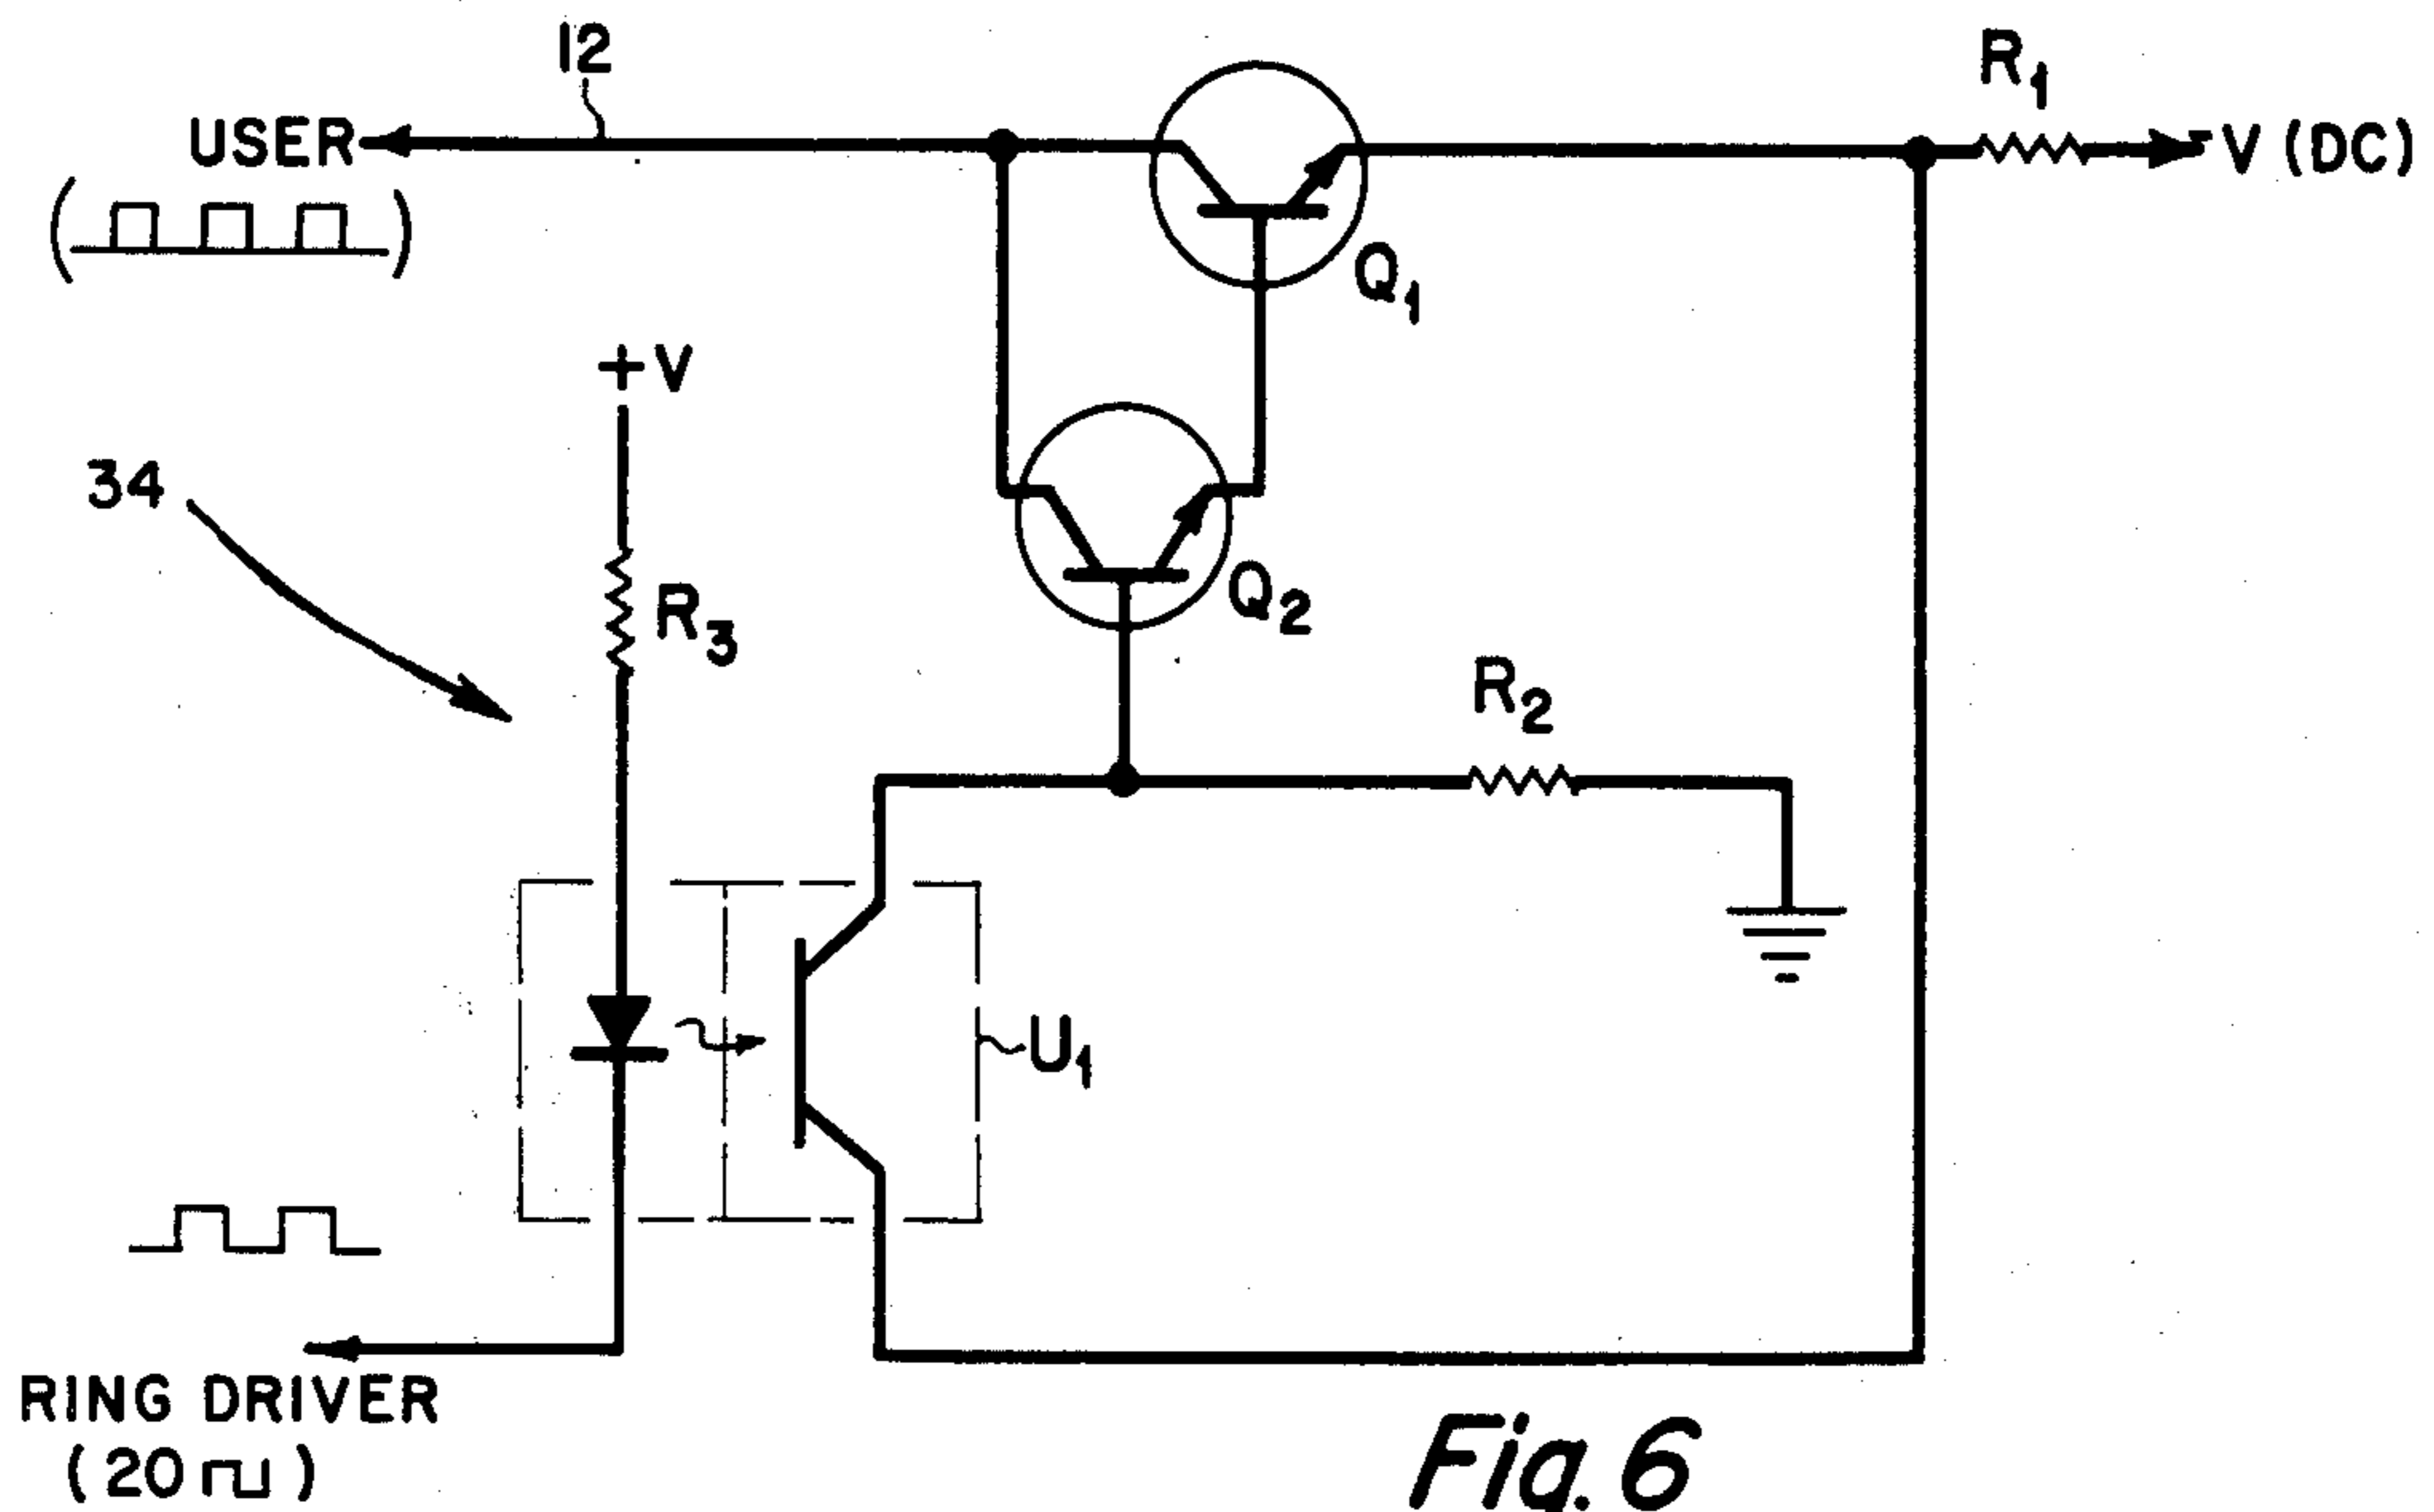 12
R₁
USER
-V (DC)
Q₁
+V
34
R₃
Q₂
R₂
U₁
RING DRIVER
(20 )
Fig. 6